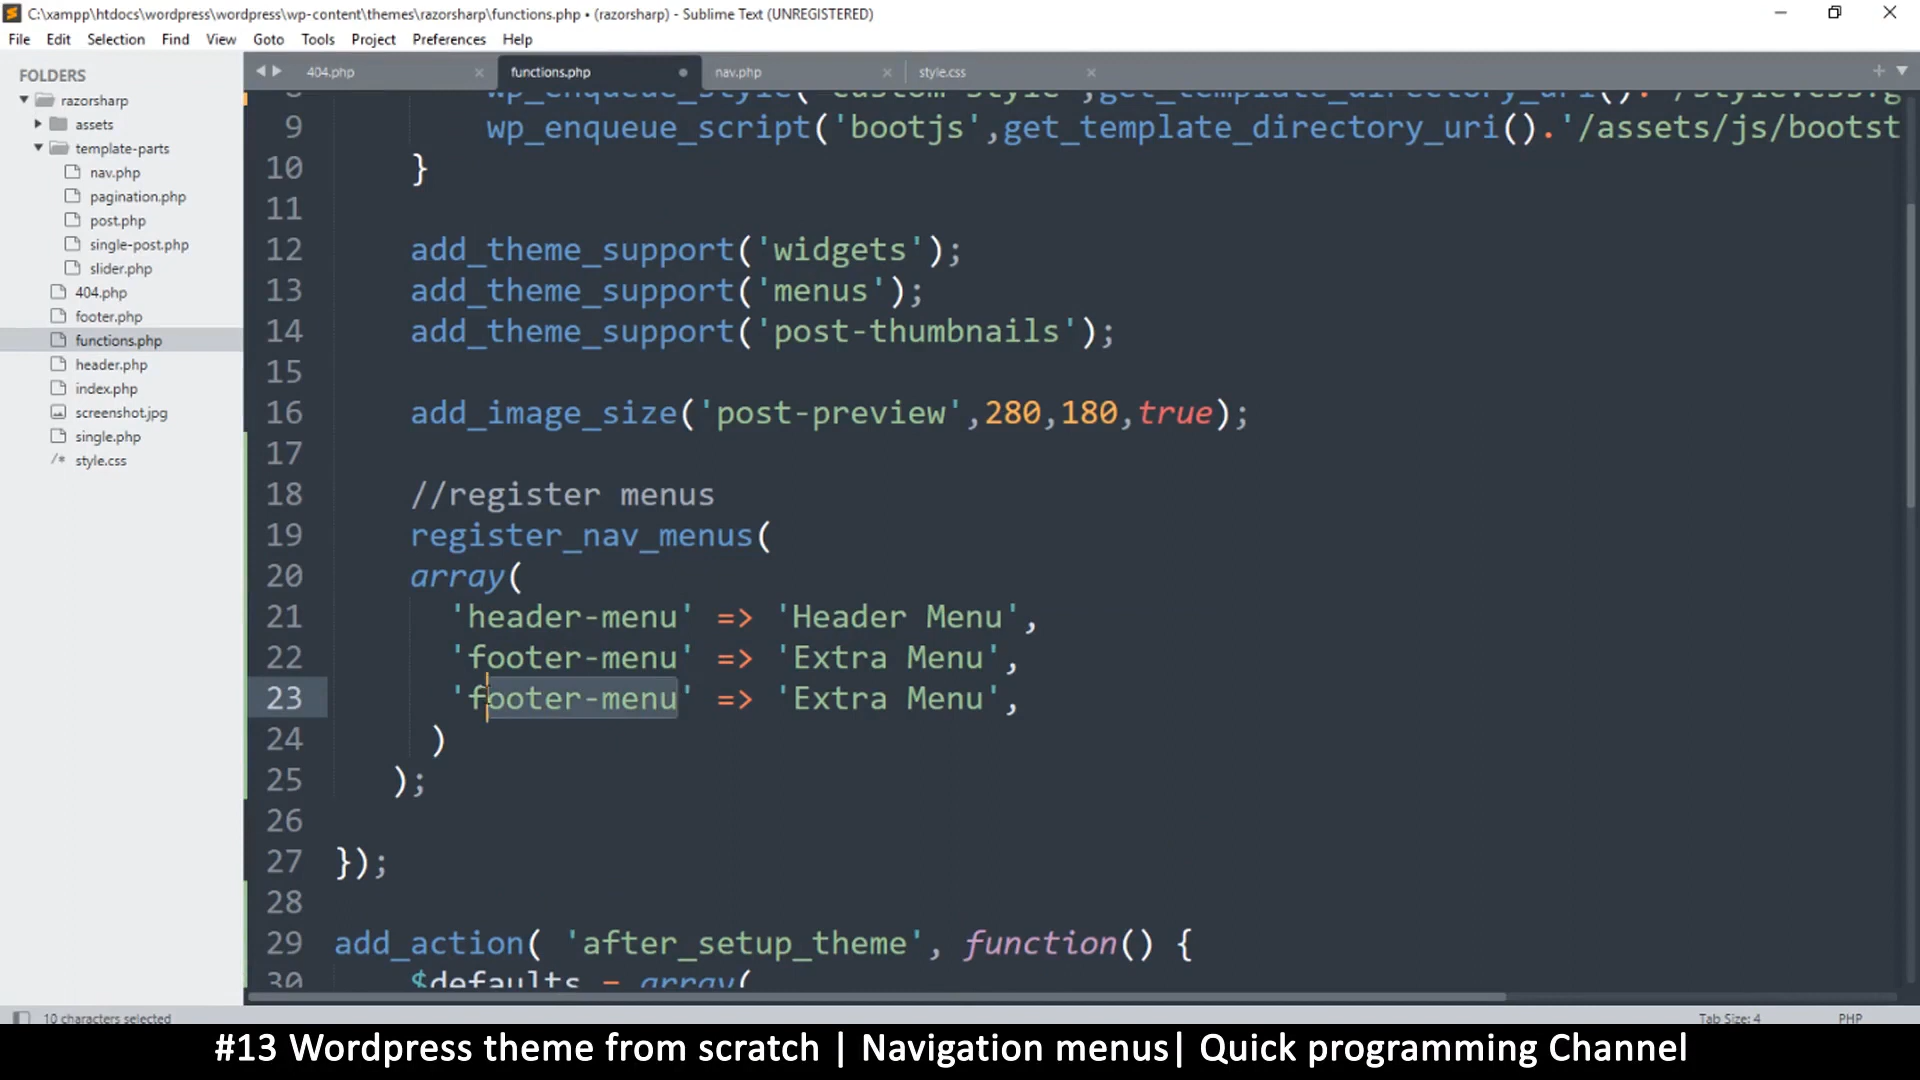 C:\xampp\htdocs\wordpress\wordpress\wp-content\themes\razorsharp\functions.php • (razorsharp) - Sublime Text (UNREGISTERED)
File Edit Selection Find View Goto Tools Project Preferences Help
FOLDERS
razorsharp
assets
template-parts
nav.php
pagination.php
post.php
single-post.php
slider.php
404.php
footer.php
functions.php
header.php
index.php
screenshot.jpg
single.php
/* style.css
404.php functions.php nav.php style.css
9 wp_enqueue_script('bootjs',get_template_directory_uri().'/assets/js/bootst
10 }
11
12 add_theme_support('widgets');
13 add_theme_support('menus');
14 add_theme_support('post-thumbnails');
15
16 add_image_size('post-preview',280,180,true);
17
18 //register menus
19 register_nav_menus(
20 array(
21 'header-menu' => 'Header Menu',
22 'footer-menu' => 'Extra Menu',
23 'footer-menu' => 'Extra Menu',
24 )
25 );
26
27 });
28
29 add_action( 'after_setup_theme', function() {
30 $defaults = array(
10 characters selected Tab Size: 4 PHP
#13 Wordpress theme from scratch | Navigation menus| Quick programming Channel